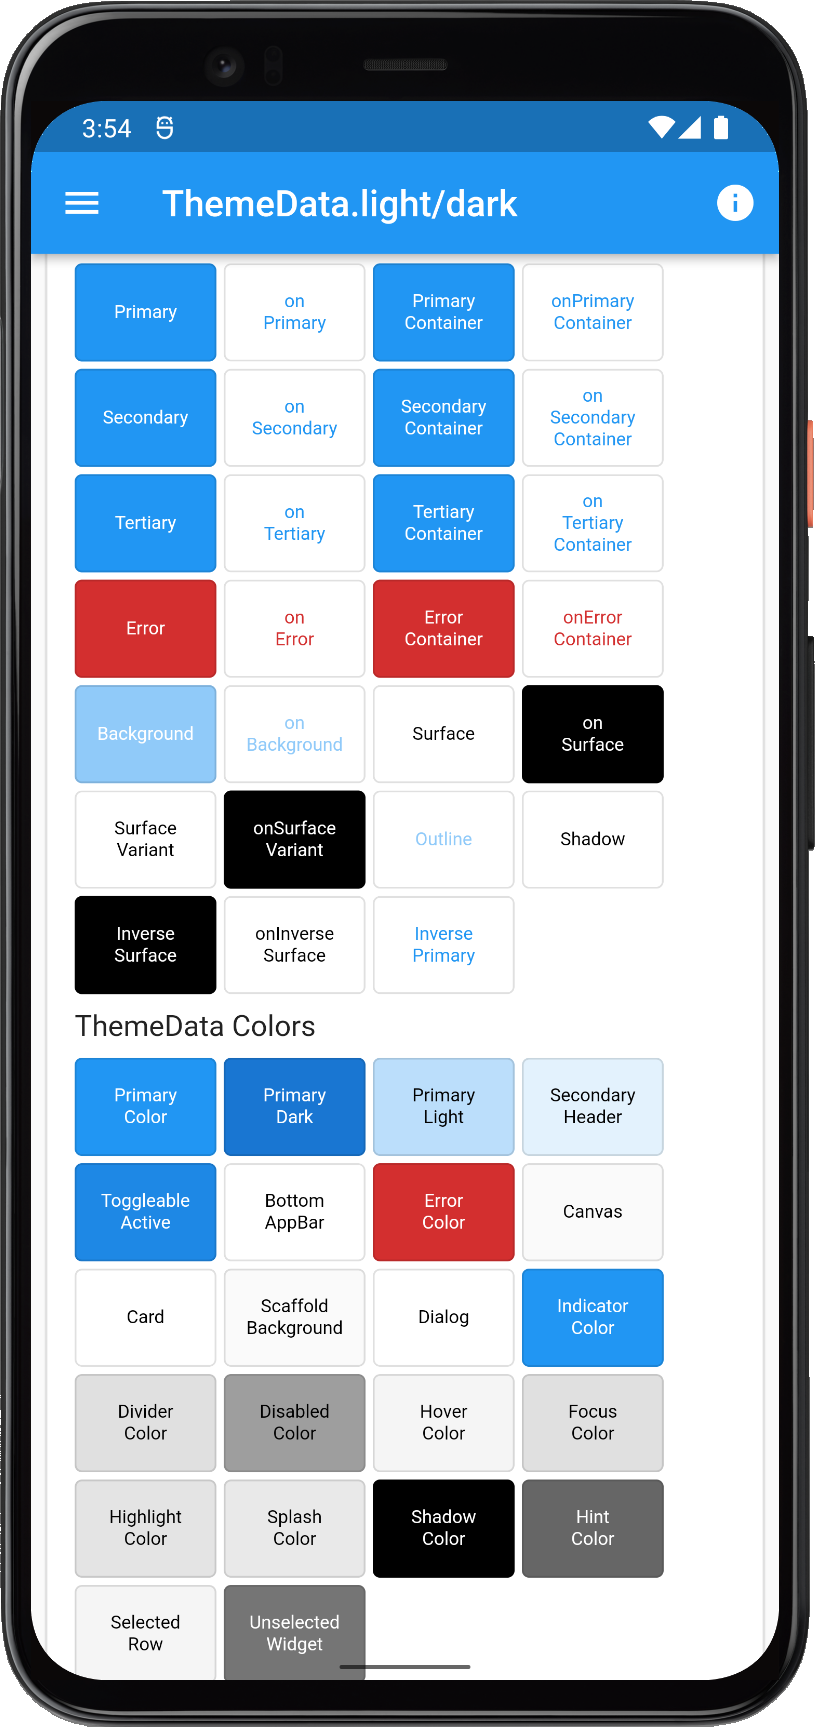 3:54
ThemeData.light/dark
Primary
on
Primary
Primary
Container
onPrimary
Container
Secondary
on
Secondary
Secondary
Container
on
Secondary
Container
Tertiary
on
Tertiary
Tertiary
Container
on
Tertiary
Container
Error
on
Error
Error
Container
onError
Container
Background
on
Background
Surface
on
Surface
Surface
Variant
onSurface
Variant
Outline
Shadow
Inverse
Surface
onInverse
Surface
Inverse
Primary
ThemeData Colors
Primary
Color
Primary
Dark
Primary
Light
Secondary
Header
Toggleable
Active
Bottom
AppBar
Error
Color
Canvas
Card
Scaffold
Background
Dialog
Indicator
Color
Divider
Color
Disabled
Color
Hover
Color
Focus
Color
Highlight
Color
Splash
Color
Shadow
Color
Hint
Color
Selected
Row
Unselected
Widget